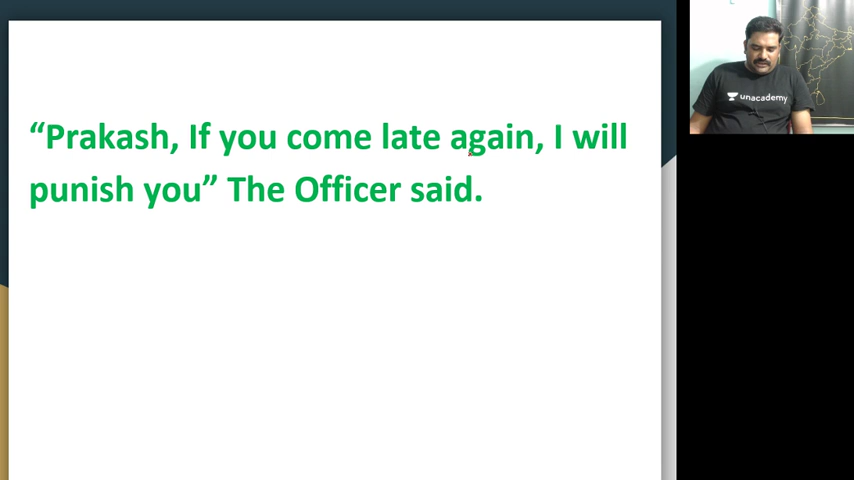 “Prakash, If you come late again, I will
punish you” The Officer said.
unacademy